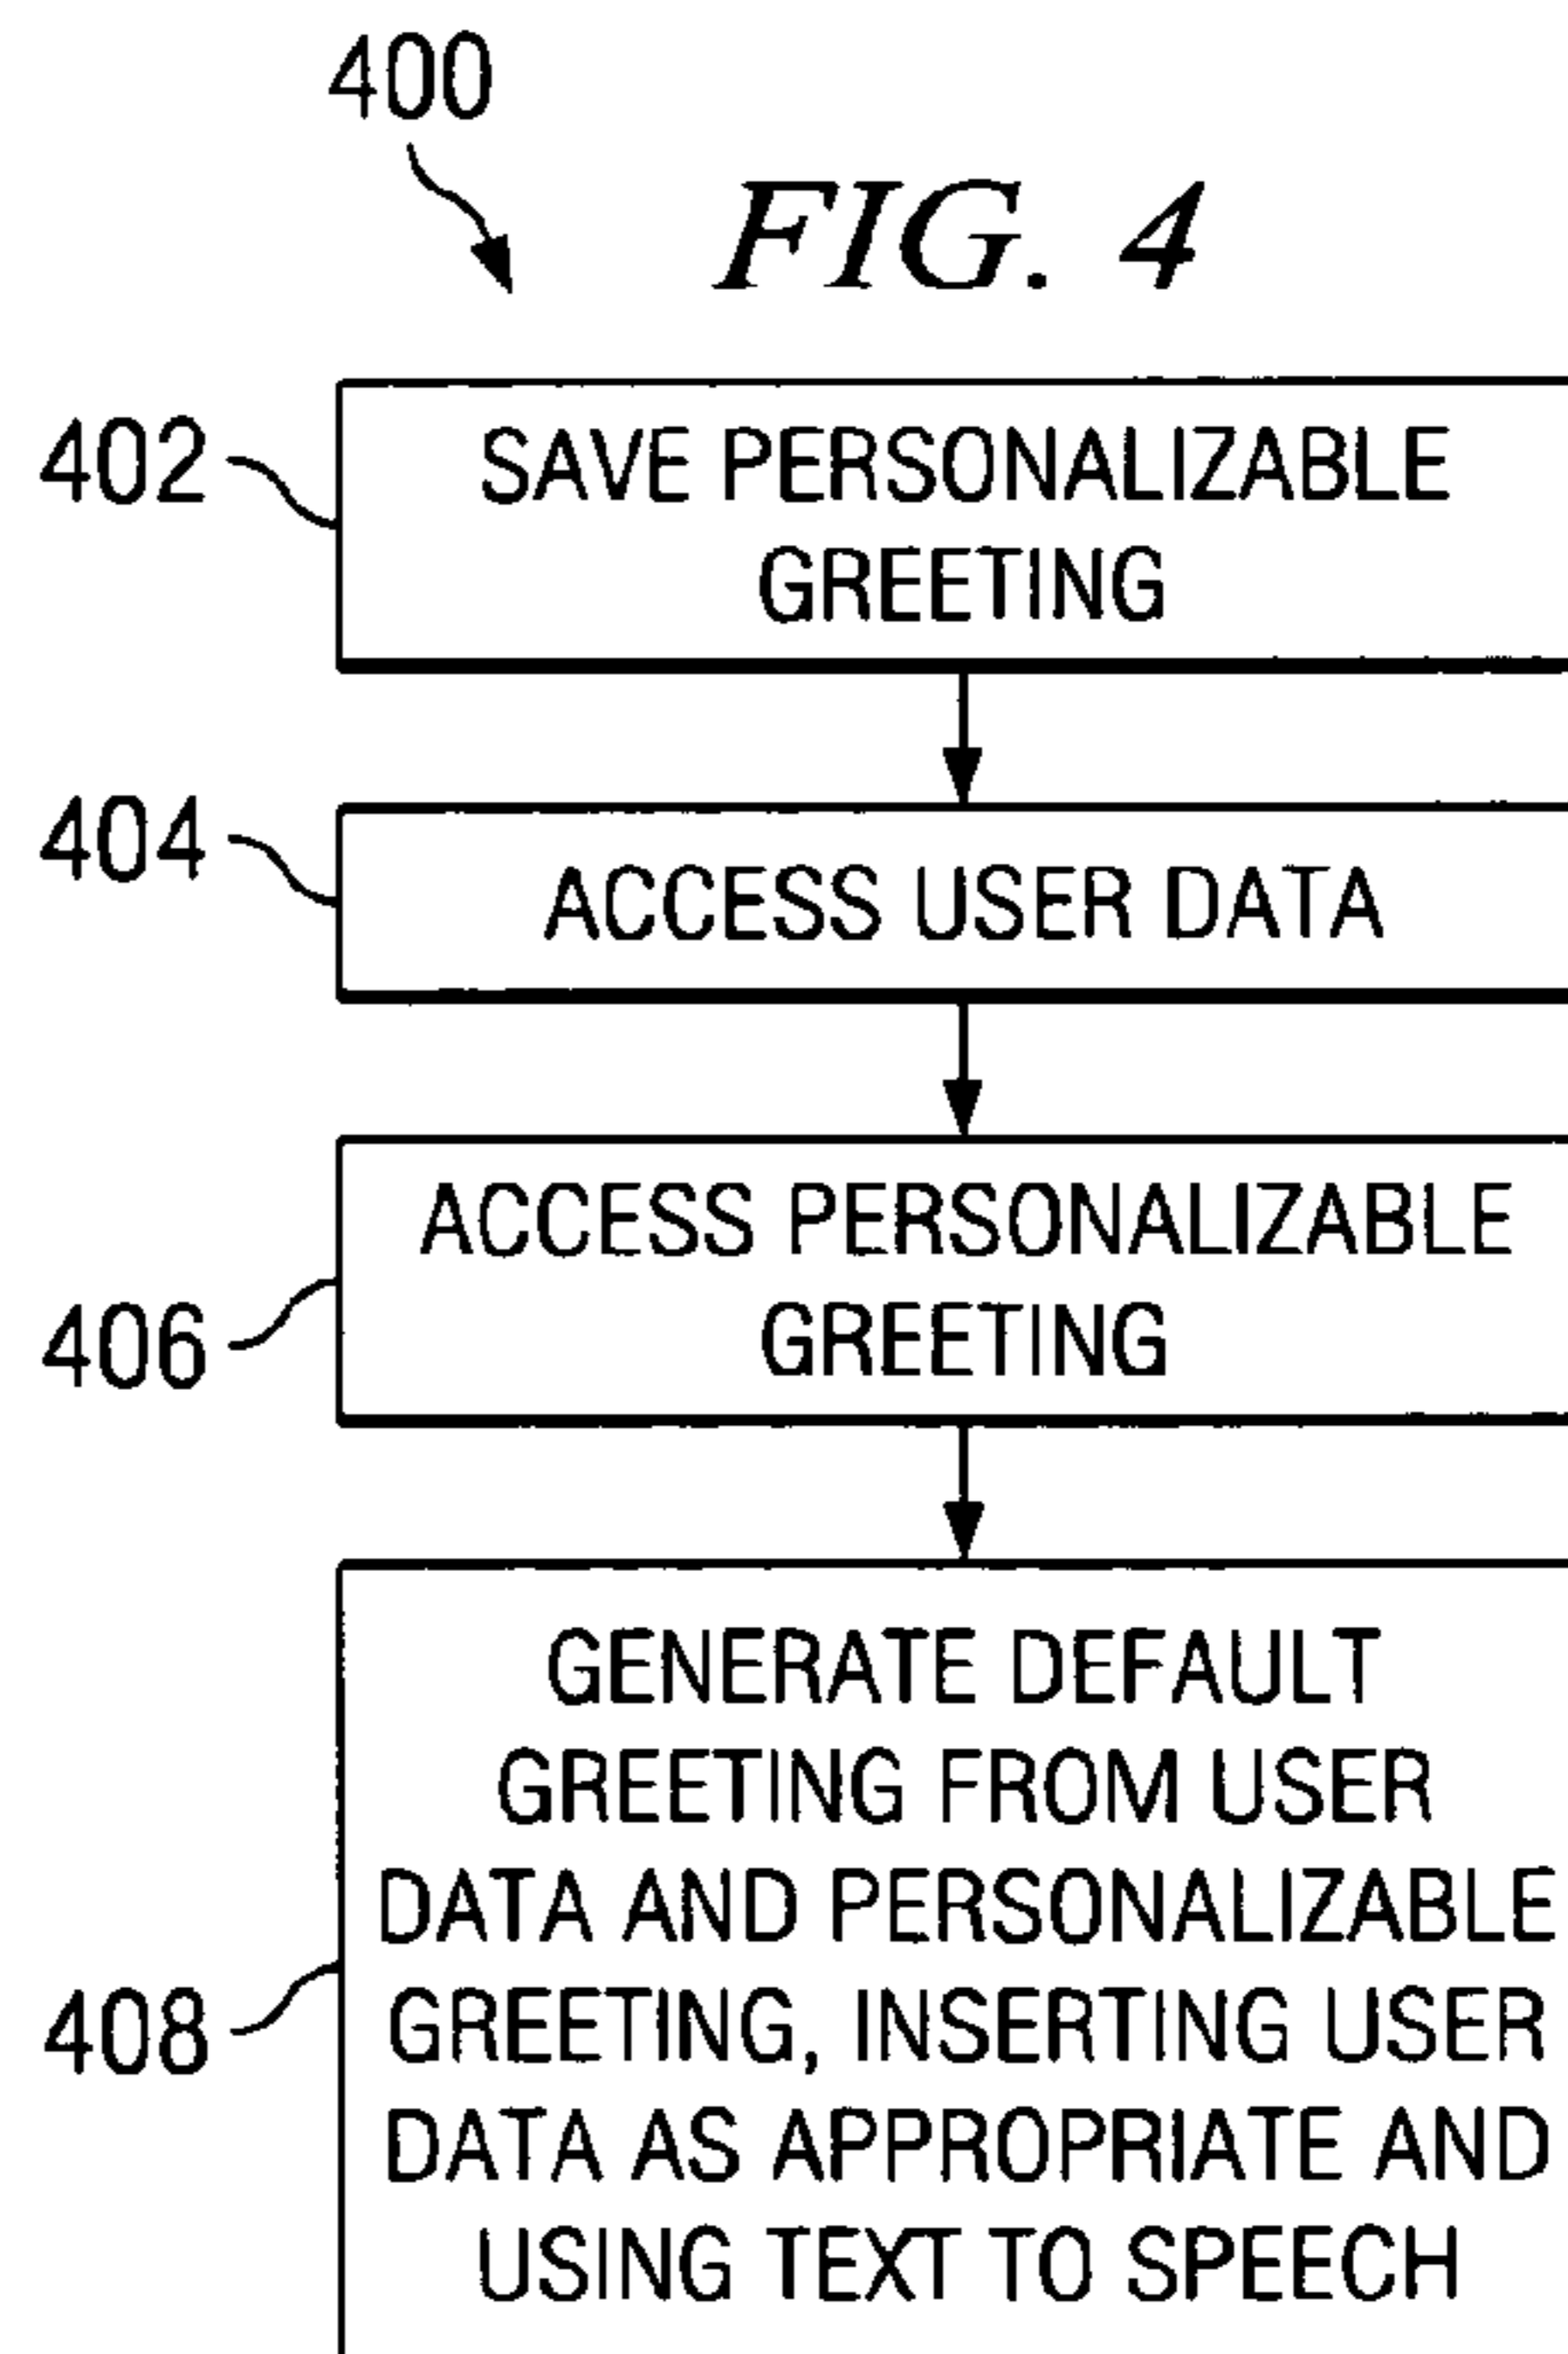 400
FIG. 4
402
SAVE PERSONALIZABLE
GREETING
404
ACCESS USER DATA
406
ACCESS PERSONALIZABLE
GREETING
408
GENERATE DEFAULT
GREETING FROM USER
DATA AND PERSONALIZABLE
GREETING, INSERTING USER
DATA AS APPROPRIATE AND
USING TEXT TO SPEECH